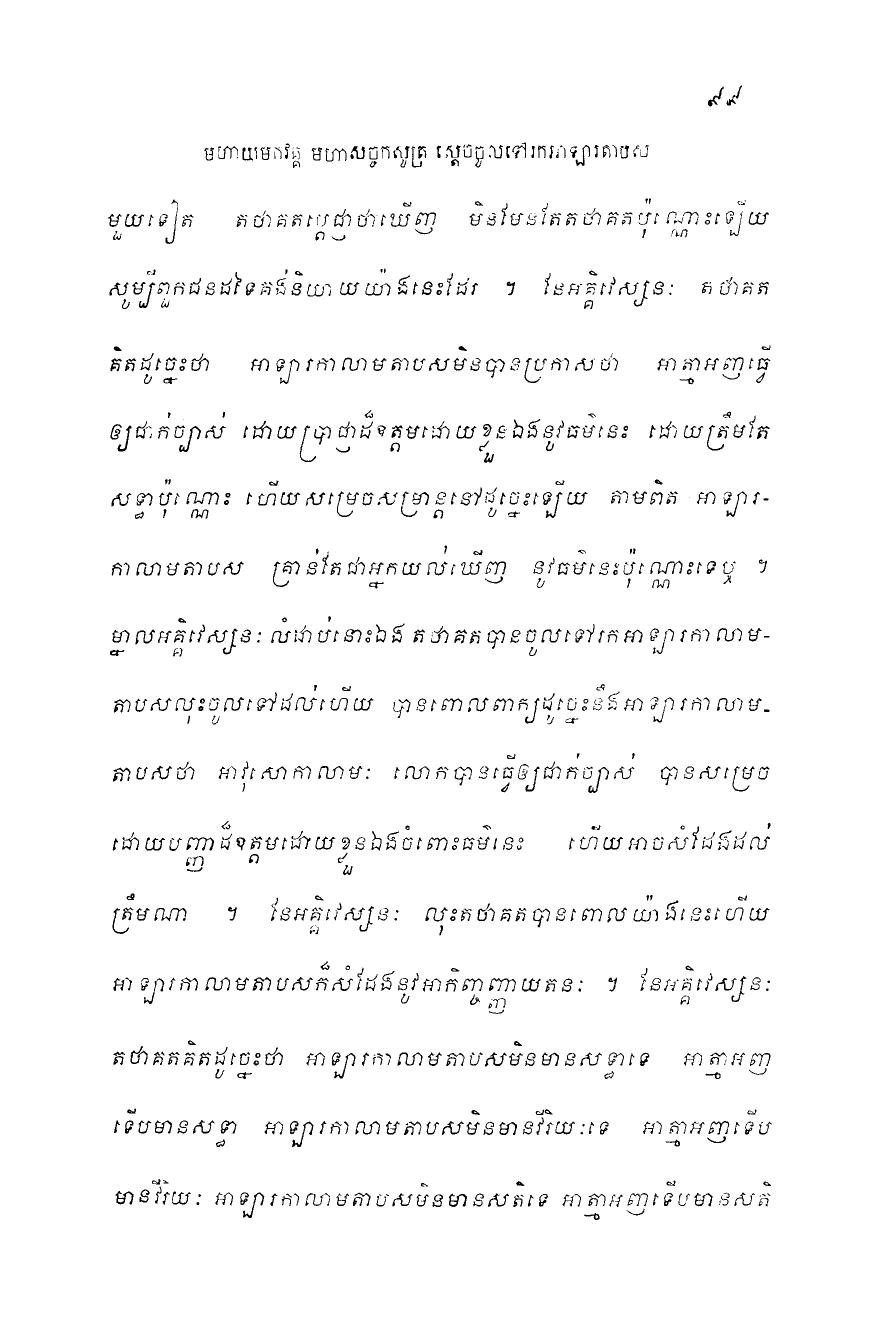 ៩៩
មហាយមកវគ្គ មហាសច្ចកសូត្រ ស្តេចចូលទៅរកអាឡារតាបស
មួយទៀត តថាគតប្តេជ្ញាថាឃើញ មិនមែនតែតថាគតប៉ុណ្ណោះឡើយ
សូម្បីពួកជនដទៃគង់និយាយយ៉ាងនេះដែរ ។ នែអគ្គិវេស្សនៈ តថាគត
គិតដូច្នេះថា អាឡារកាលាមតាបសមិនបានប្រកាសថា អាត្មាអញធ្វើ
ឲ្យជាក់ច្បាស់ ដោយប្រាជ្ញាដ៏ឧត្តមដោយខ្លួនឯងនូវធម៌នេះ ដោយត្រឹមតែ
សទ្ធាប៉ុណ្ណោះ ហើយសម្រេចសម្រាន្តនៅដូច្នេះឡើយ តាមពិត អាឡារ-
កាលាមតាបស គ្រាន់តែជាអ្នកយល់ឃើញ នូវធម៌នេះប៉ុណ្ណោះទេឬ ។
ម្នាលអគ្គិវេស្សនៈ លំដាប់នោះឯង តថាគតបានចូលទៅរកអាឡារកាលាម-
តាបសលុះចូលទៅដល់ហើយ បានពោលពាក្យដូច្នេះនឹងអាឡារកាលាម-
តាបសថា អាវុសោកាលាមៈ លោកបានធ្វើឲ្យជាក់ច្បាស់ បានសម្រេច
ដោយបញ្ញាដ៏ឧត្តមដោយខ្លួនឯងចំពោះធម៌នេះ ហើយអាចសំដែងដល់
ត្រឹមណា ។ នែអគ្គិវេស្សនៈ លុះតថាគតបានពោលយ៉ាងនេះហើយ
អាឡារកាលាមតាបសក៏សំដែងនូវអាកិញ្ចញ្ញាយតនៈ ។ នែអគ្គិវេស្សនៈ
តថាគតគិតដូច្នេះថា អាឡារកាលាមតាបសមិនមានសទ្ធាទេ អាត្មាអញ
ទើបមានសទ្ធា អាឡារកាលាមតាបសមិនមានវីរិយៈទេ អាត្មាអញទើប
មានវីរិយៈ អាឡារកាលាមតាបសមិនមានសតិទេ អាត្មាអញទើបមានសតិ